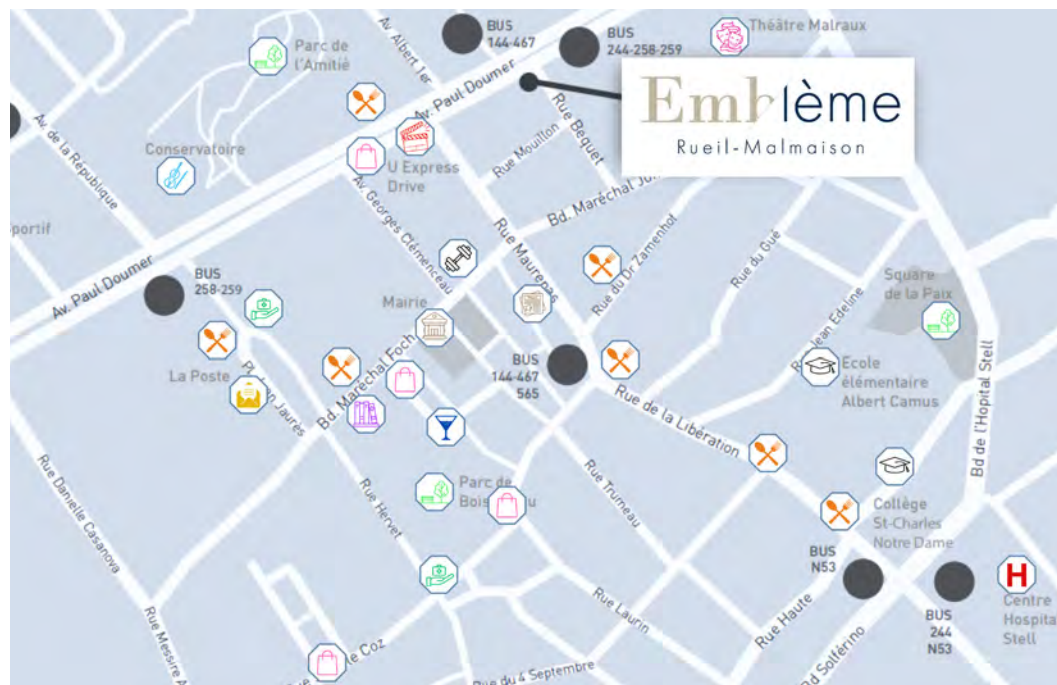 BUS
144-467
BUS
244-258-259
Théâtre Malraux
Parc de
l'Amitié
Av Albert 1er
Av. Paul Doumer
Emblème
Rueil-Malmaison
Av. de la République
Conservatoire
U Express
Drive
Rue Mouillon
Rue Bequet
Bd. Maréchal
Av. Georges Clémenceau
Rue Maurepas
Rue du Dr Zamenhof
Rue du Gué
portif
Av. Paul Doumer
BUS
258-259
Mairie
Square
de la Paix
La Poste
Bd. Maréchal Foch
BUS
144-467
565
Jean Edeline
Ecole
élémentaire
Albert Camus
Bd de l'Hopital Stell
Jaurès
Rue de la Libération
Rue Danielle Casanova
Rue Hervet
Parc de
Rue Trumeau
Collège
St-Charles
Notre Dame
BUS
N53
H
Centre
Hospita
Stell
BUS
244
N53
Rue Haute
Rue Laurin
Rue Messire A
Coz
Rue du 4 Septembre
Bd Solférino